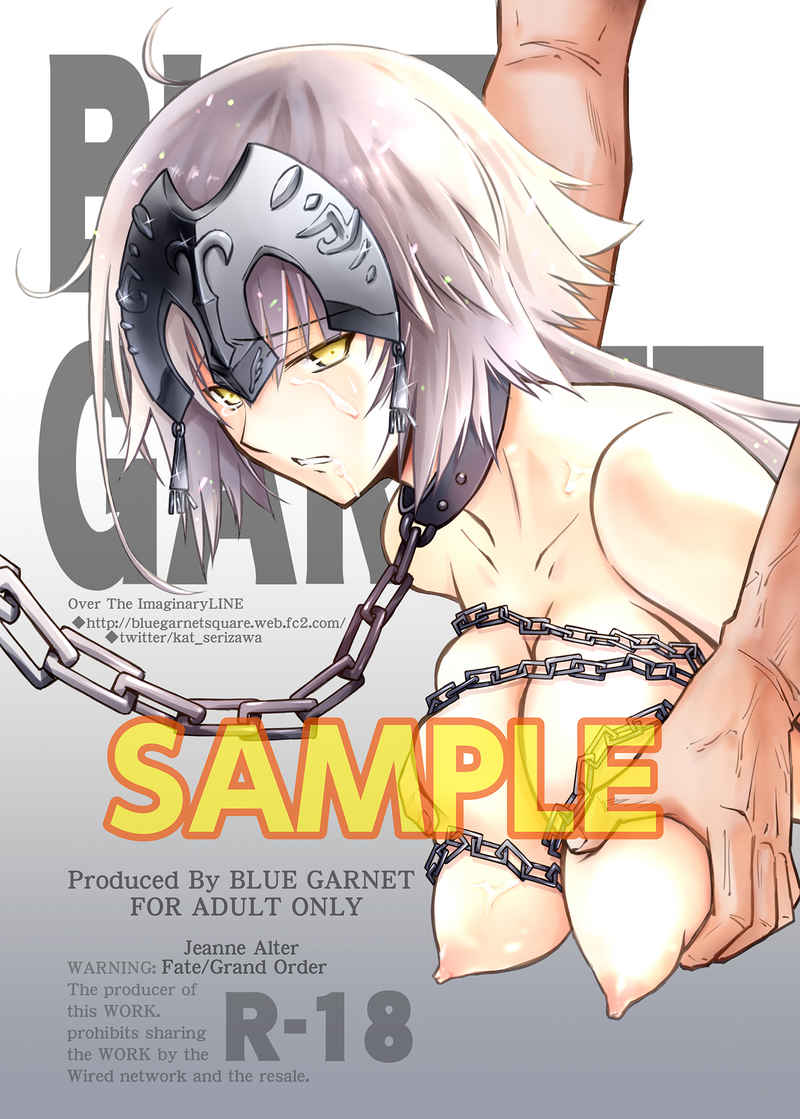 BLUE
GARNET
Over The ImaginaryLINE
◆http://bluegarnetsquare.web.fc2.com/
◆twitter/kat_serizawa
SAMPLE
Produced By BLUE GARNET
FOR ADULT ONLY
Jeanne Alter
WARNING: Fate/Grand Order
The producer of
this WORK.
prohibits sharing
the WORK by the
Wired network and the resale.
R-18